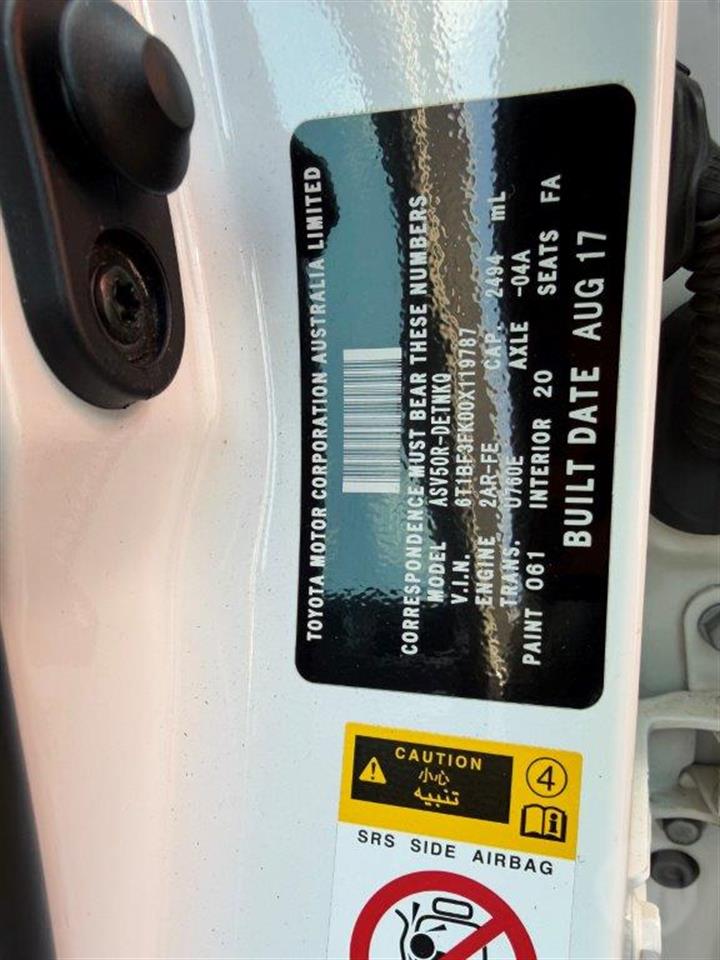 TOYOTA MOTOR CORPORATION AUSTRALIA LIMITED
CORRESPONDENCE MUST BEAR THESE NUMBERS
MODEL ASV50R-DETNKQ
V.I.N. 6T1BF3FK00X119787
ENGINE 2AR-FE CAP. 2494 mL
TRANS. U760E AXLE -04A
PAINT 061 INTERIOR 20 SEATS FA
BUILT DATE AUG 17
CAUTION
小心
تنبيه
4
i
SRS SIDE AIRBAG